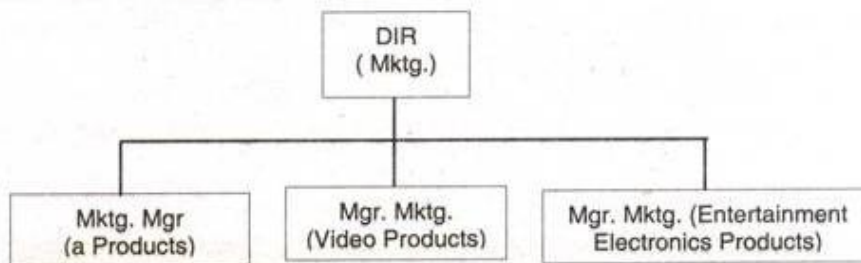 DIR
( Mktg.)
Mktg. Mgr
(a Products)
Mgr. Mktg.
(Video Products)
Mgr. Mktg. (Entertainment
Electronics Products)